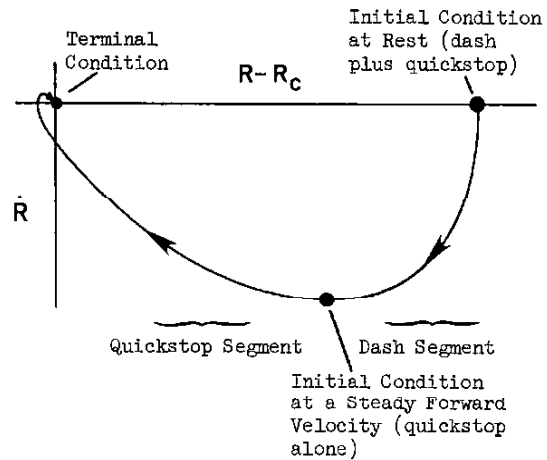 Terminal
Condition
Initial Condition
at Rest (dash
plus quickstop)
R-Rc
Ṙ
Quickstop Segment
Dash Segment
Initial Condition
at a Steady Forward
Velocity (quickstop
alone)